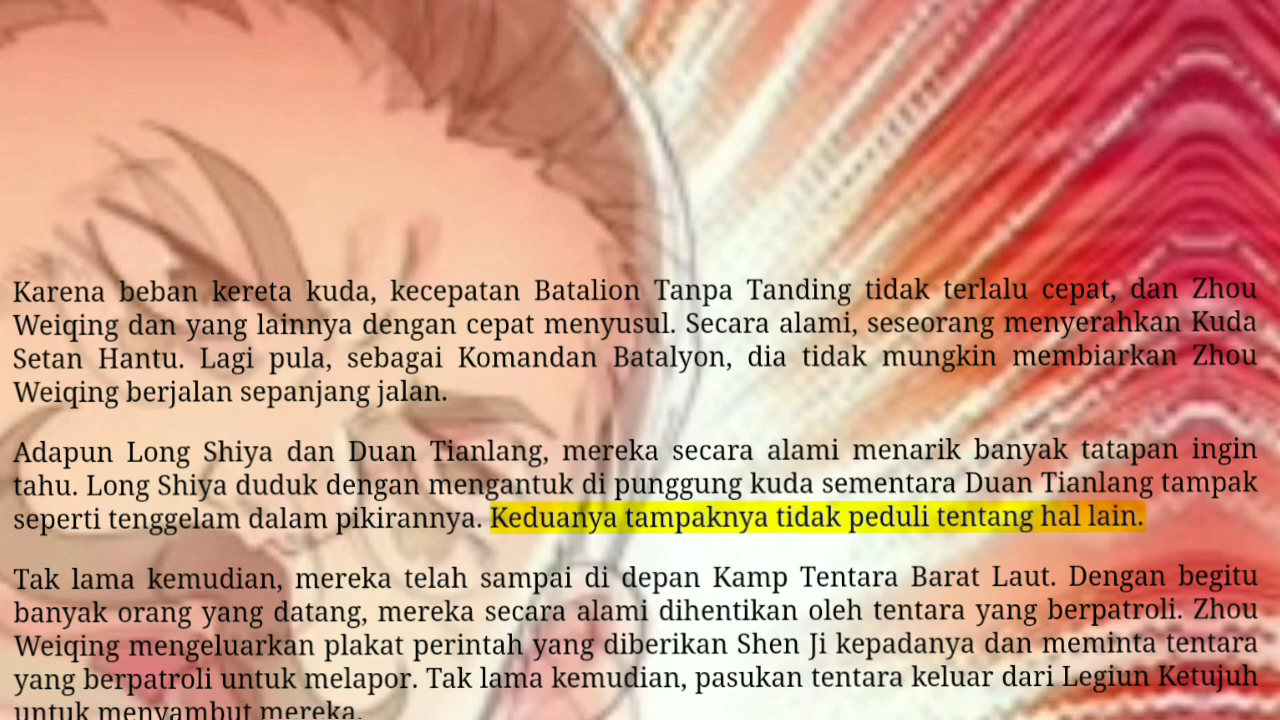 Karena beban kereta kuda, kecepatan Batalion Tanpa Tanding tidak terlalu cepat, dan Zhou
Weiqing dan yang lainnya dengan cepat menyusul. Secara alami, seseorang menyerahkan Kuda
Setan Hantu. Lagi pula, sebagai Komandan Batalyon, dia tidak mungkin membiarkan Zhou
Weiqing berjalan sepanjang jalan.
Adapun Long Shiya dan Duan Tianlang, mereka secara alami menarik banyak tatapan ingin
tahu. Long Shiya duduk dengan mengantuk di punggung kuda sementara Duan Tianlang tampak
seperti tenggelam dalam pikirannya. Keduanya tampaknya tidak peduli tentang hal lain.
Tak lama kemudian, mereka telah sampai di depan Kamp Tentara Barat Laut. Dengan begitu
banyak orang yang datang, mereka secara alami dihentikan oleh tentara yang berpatroli. Zhou
Weiqing mengeluarkan plakat perintah yang diberikan Shen Ji kepadanya dan meminta tentara
yang berpatroli untuk melapor. Tak lama kemudian, pasukan tentara keluar dari Legiun Ketujuh
untuk menyambut mereka.